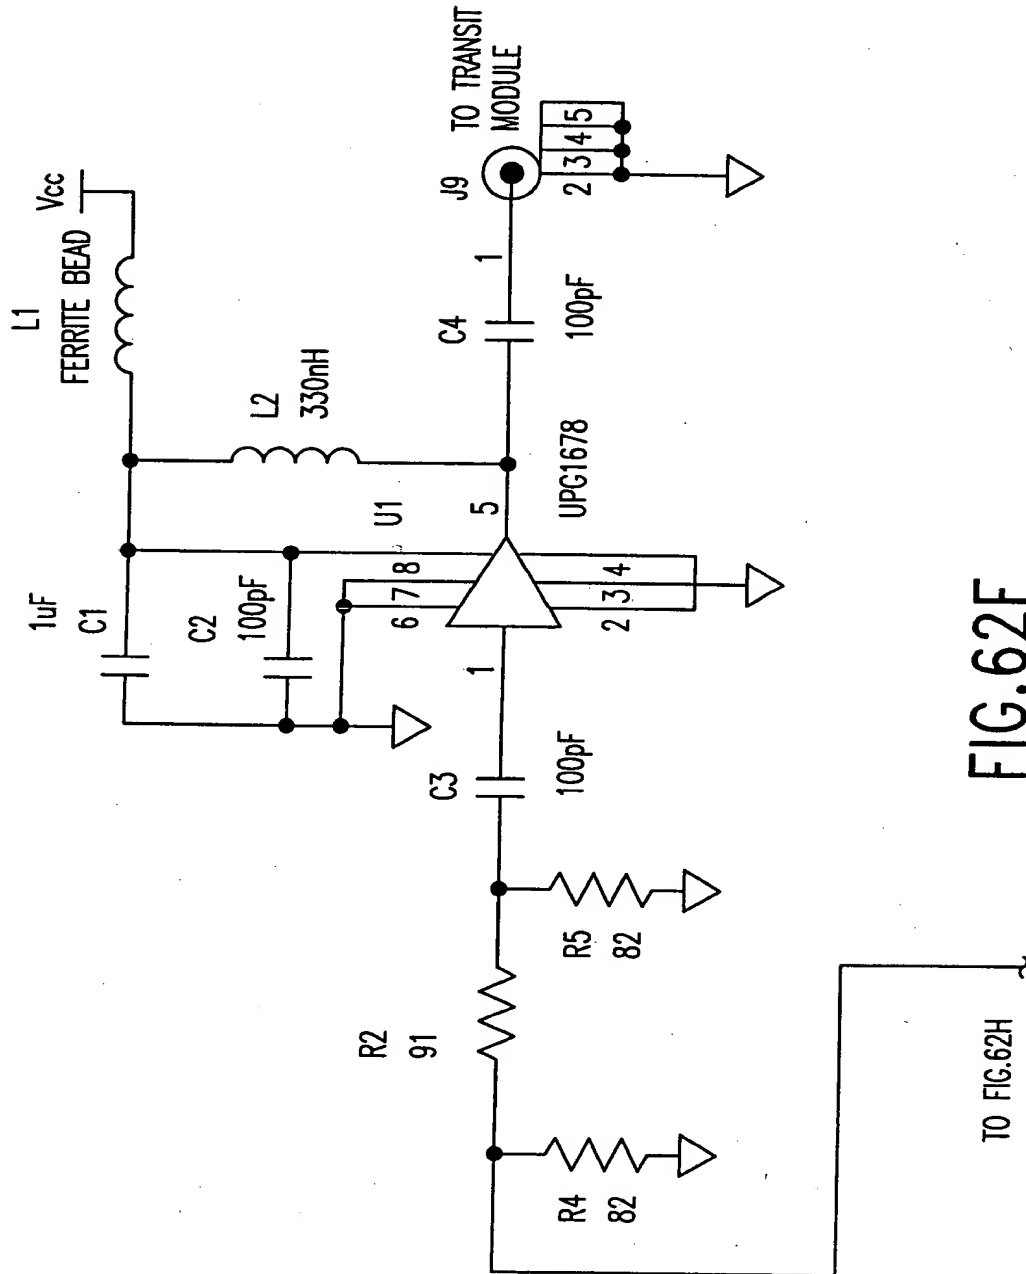 L1
FERRITE BEAD
Vcc
1uF
C1
C2
100pF
L2
330nH
U1
6
7
8
5
1
2
3
4
UPG1678
C4
100pF
1
J9
TO TRANSIT
MODULE
2
3
4
5
C3
100pF
R2
91
R5
82
R4
82
TO FIG.62H
FIG.62F